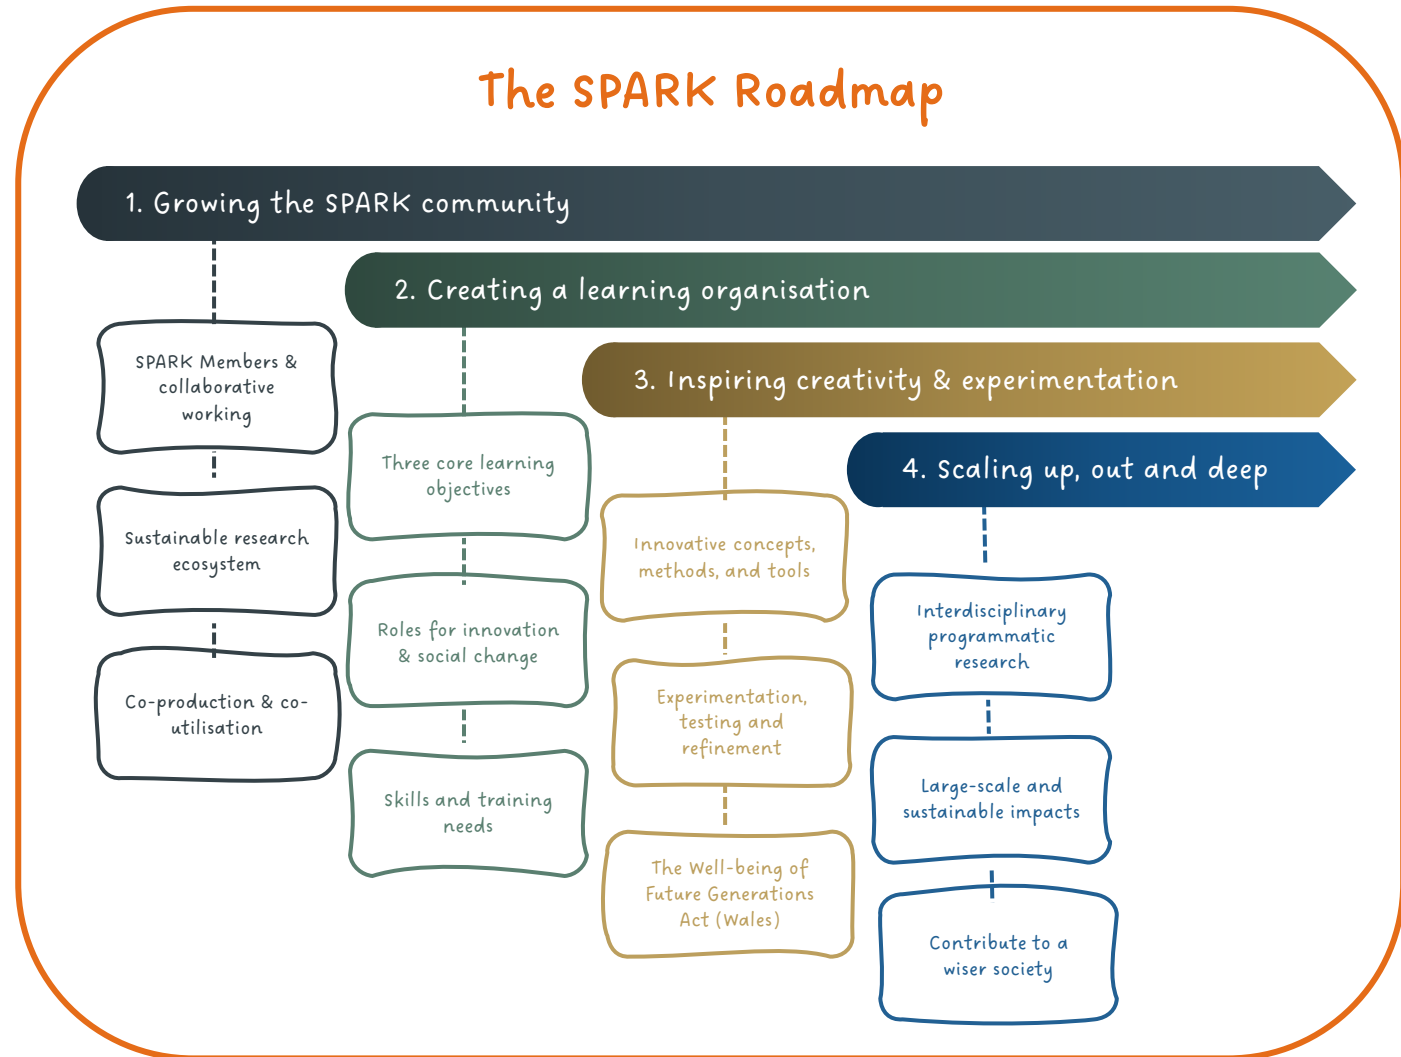 The SPARK Roadmap
1. Growing the SPARK community
2. Creating a learning organisation
3. Inspiring creativity & experimentation
4. Scaling up, out and deep
SPARK Members &
collaborative
working
Sustainable research
ecosystem
Co-production & co-
utilisation
Three core learning
objectives
Roles for innovation
& social change
Skills and training
needs
Innovative concepts,
methods, and tools
Experimentation,
testing and
refinement
The Well-being of
Future Generations
Act (Wales)
Interdisciplinary
programmatic
research
Large-scale and
sustainable impacts
Contribute to a
wiser society